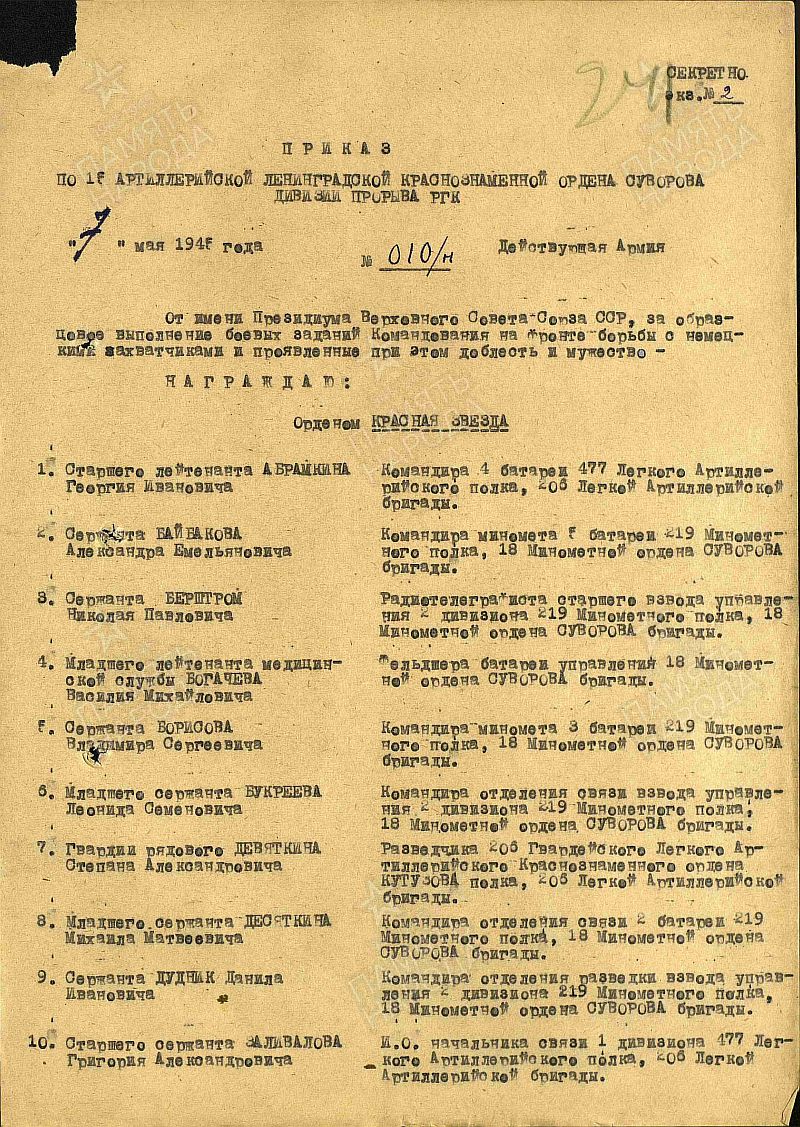 241
СЕКРЕТНО
экз.№ 2
ПРИКАЗ
ПО 15 АРТИЛЛЕРИЙСКОЙ ЛЕНИНГРАДСКОЙ КРАСНОЗНАМЕННОЙ ОРДЕНА СУВОРОВА
ДИВИЗИИ ПРОРЫВА РГК
"7" мая 1945 года № 010/н Действующая Армия
От имени Президиума Верховного Совета Союза ССР, за образ-
цовое выполнение боевых заданий Командования на фронте борьбы с немец-
кими захватчиками и проявленные при этом доблесть и мужество -
НАГРАЖДАЮ:
Орденом КРАСНАЯ ЗВЕЗДА
1. Старшего лейтенанта АБРАМКИНА
Георгия Ивановича
Командира 4 батареи 477 Легкого Артилле-
рийского полка, 206 Легкой Артиллерийской
бригады.
2. Сержанта БАЙБАКОВА
Александра Емельяновича
Командира миномета 5 батареи 219 Миномет-
ного полка, 18 Минометной ордена СУВОРОВА
бригады.
3. Сержанта БЕРШТРОМ
Николая Павловича
Радиотелеграфиста старшего взвода управле-
ния 2 дивизиона 219 Минометного полка, 18
Минометной ордена СУВОРОВА бригады.
4. Младшего лейтенанта медицин-
ской службы БОГАЧЕВА
Василия Михайловича
Фельдшера батареи управления 18 Миномет-
ной ордена СУВОРОВА бригады.
5. Сержанта БОРИСОВА
Владимира Сергеевича
Командира миномета 3 батареи 219 Миномет-
ного полка, 18 Минометной ордена СУВОРОВА
бригады.
6. Младшего сержанта БУКРЕЕВА
Леонида Семеновича
Командира отделения связи взвода управле-
ния 2 дивизиона 219 Минометного полка,
18 Минометной ордена СУВОРОВА бригады.
7. Гвардии рядового ДЕВЯТКИНА
Степана Александровича
Разведчика 206 Гвардейского Легкого Ар-
тиллерийского Краснознаменного ордена
КУТУЗОВА полка, 206 Легкой Артиллерийской
бригады.
8. Младшего сержанта ДЕСЯТКИНА
Михаила Матвеевича
Командира отделения связи 2 батареи 219
Минометного полка, 18 Минометной ордена
СУВОРОВА бригады.
9. Сержанта ДУДНИК Данила
Ивановича
Командира отделения разведки взвода управ-
ления 2 дивизиона 219 Минометного полка,
18 Минометной ордена СУВОРОВА бригады.
10. Старшего сержанта ЗАЛИВАЛОВА
Григория Александровича
И.О. начальника связи 1 дивизиона 477 Лег-
кого Артиллерийского полка, 206 Легкой
Артиллерийской бригады.
ПАМЯТЬ
НАРОДА